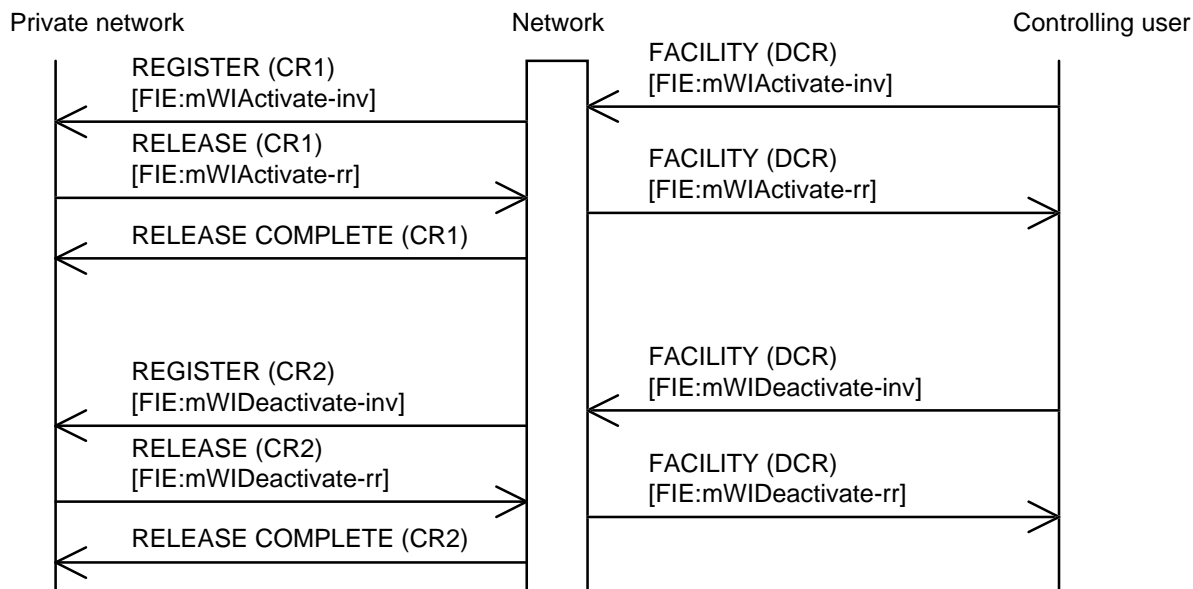 Private network
Network
Controlling user
REGISTER (CR1)
[FIE:mWIActivate-inv]
FACILITY (DCR)
[FIE:mWIActivate-inv]
RELEASE (CR1)
[FIE:mWIActivate-rr]
FACILITY (DCR)
[FIE:mWIActivate-rr]
RELEASE COMPLETE (CR1)
REGISTER (CR2)
[FIE:mWIDeactivate-inv]
FACILITY (DCR)
[FIE:mWIDeactivate-inv]
RELEASE (CR2)
[FIE:mWIDeactivate-rr]
FACILITY (DCR)
[FIE:mWIDeactivate-rr]
RELEASE COMPLETE (CR2)